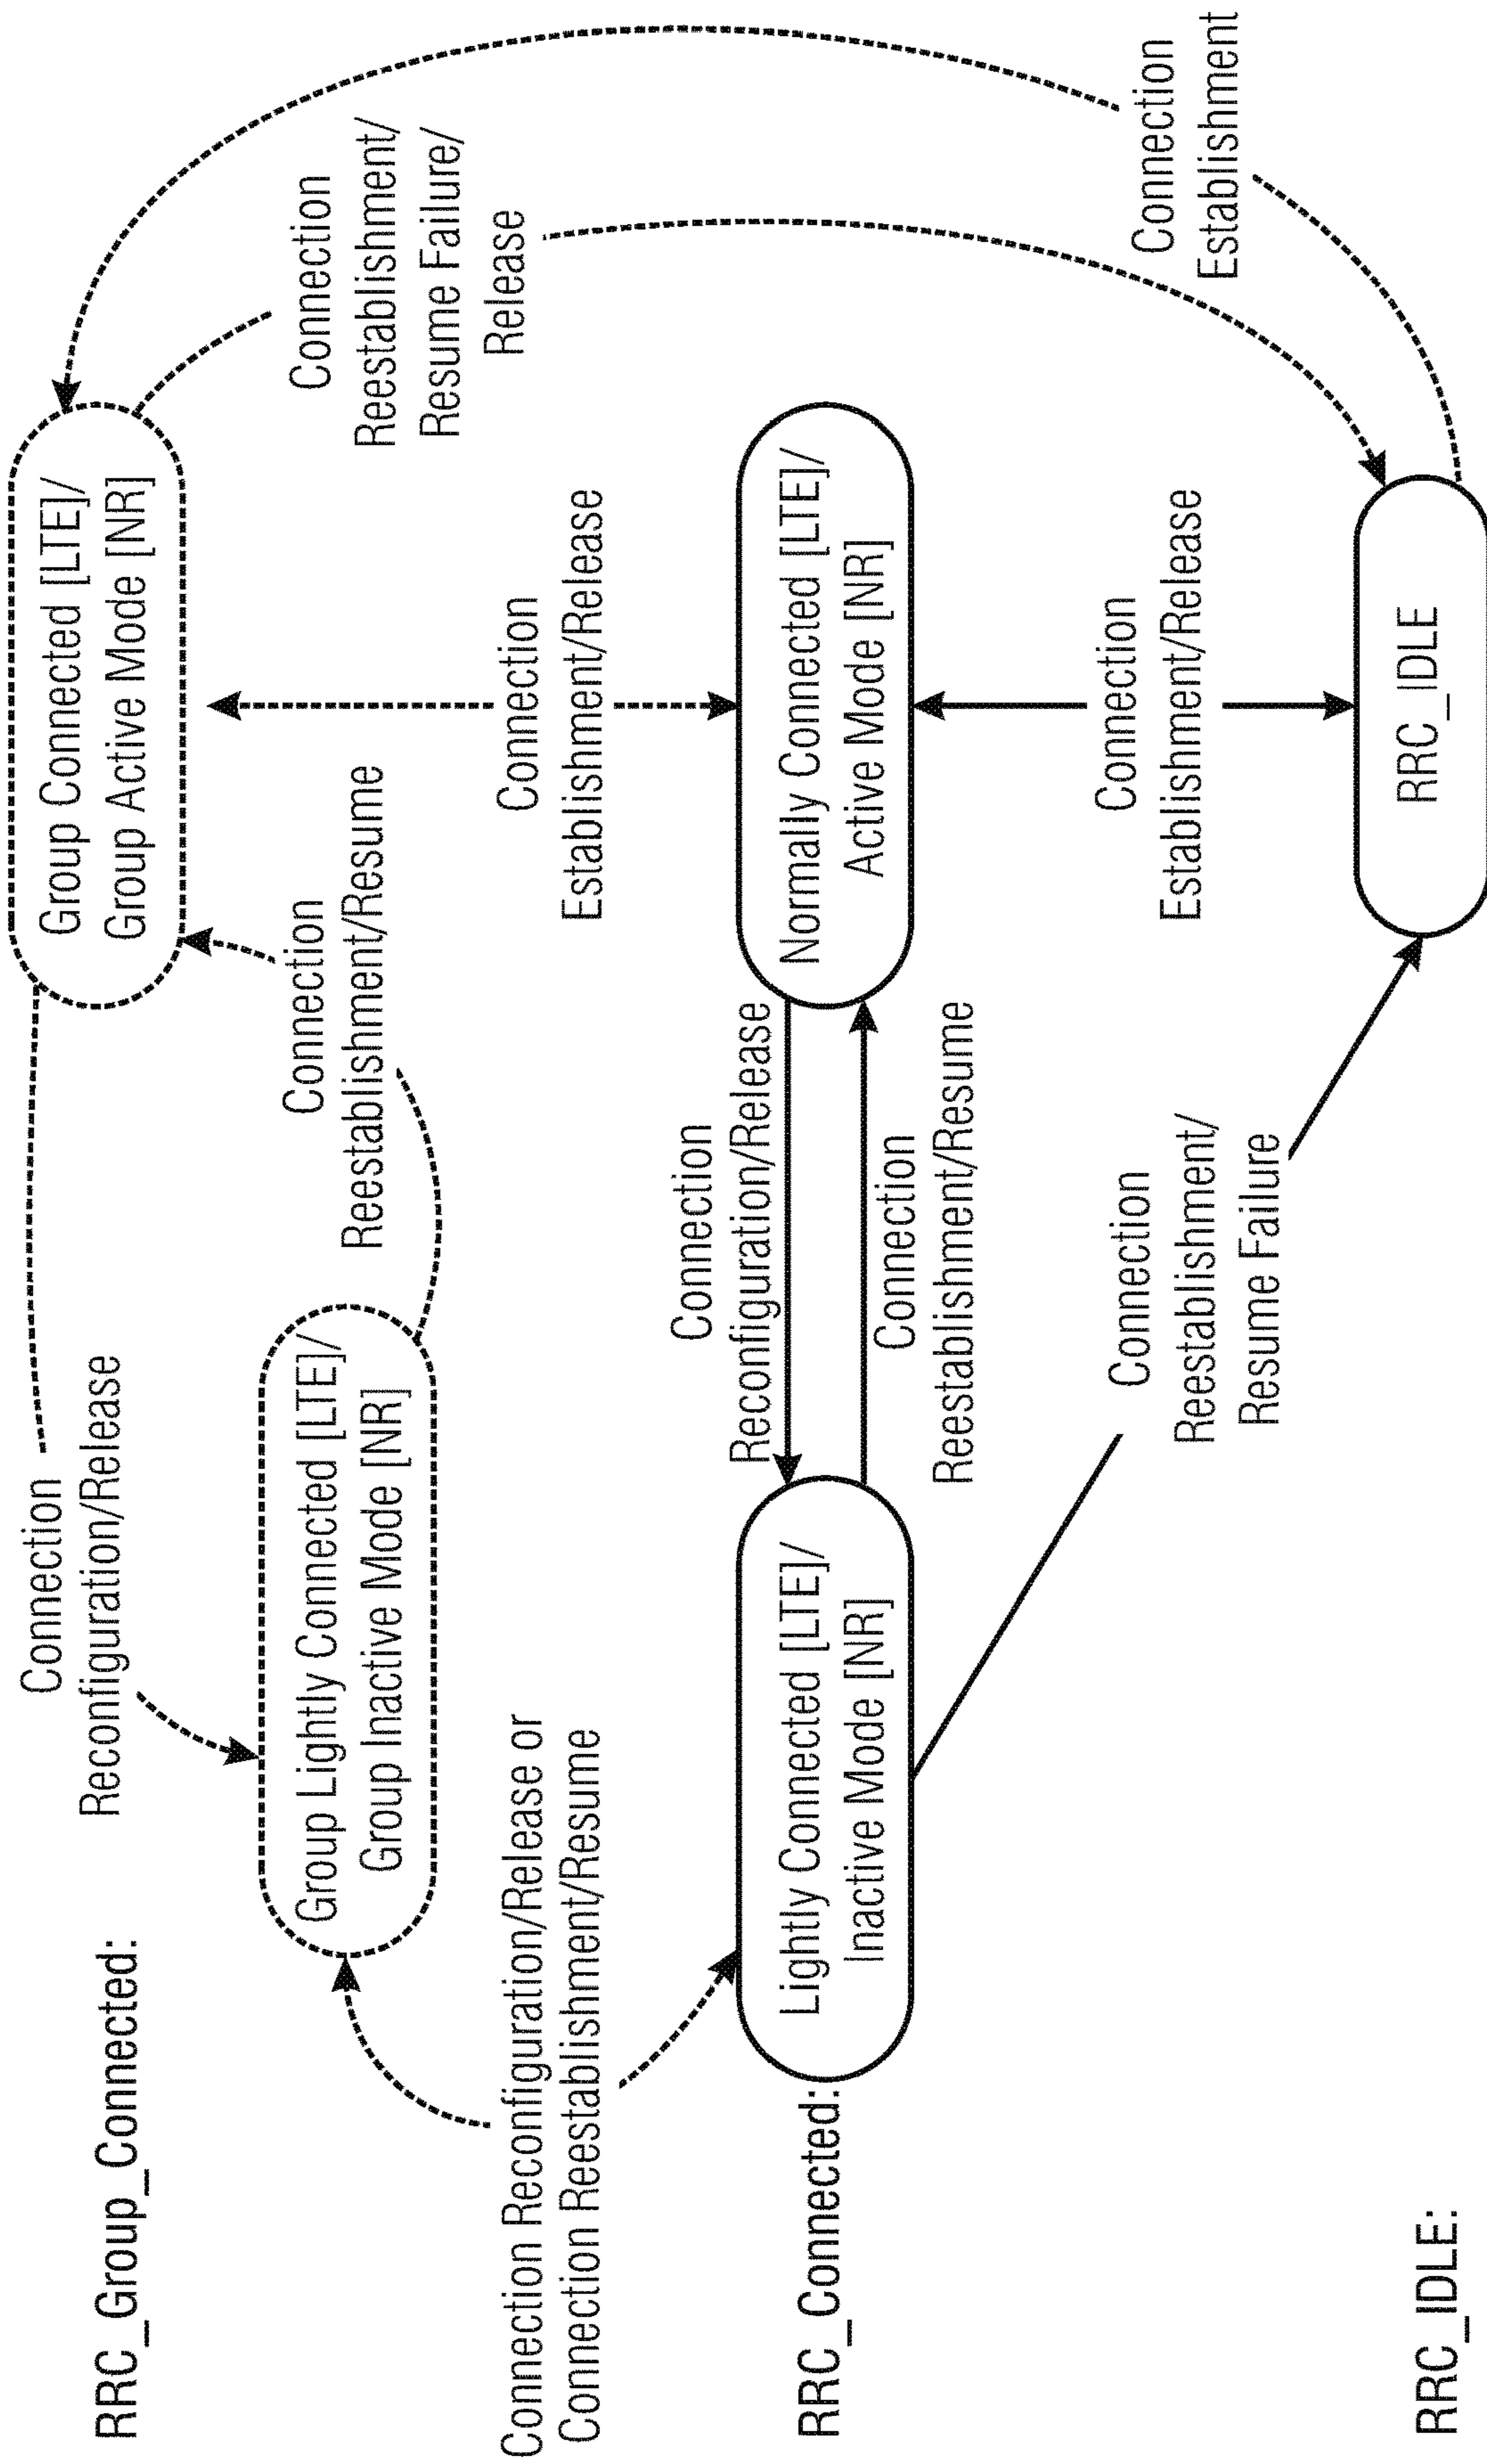 RRC_Group_Connected:
Connection
Reconfiguration/Release
Group Connected [LTE]/
Group Active Mode [NR]
Group Lightly Connected [LTE]/
Group Inactive Mode [NR]
Connection
Reestablishment/Resume
Connection
Reestablishment/
Resume Failure/
Release
Connection Reconfiguration/Release or
Connection Reestablishment/Resume
Connection
Establishment/Release
RRC_Connected:
Lightly Connected [LTE]/
Inactive Mode [NR]
Connection
Reconfiguration/Release
Connection
Reestablishment/Resume
Normally Connected [LTE]/
Active Mode [NR]
Connection
Reestablishment/
Resume Failure
Connection
Establishment/Release
Connection
Establishment
RRC_IDLE:
RRC_IDLE